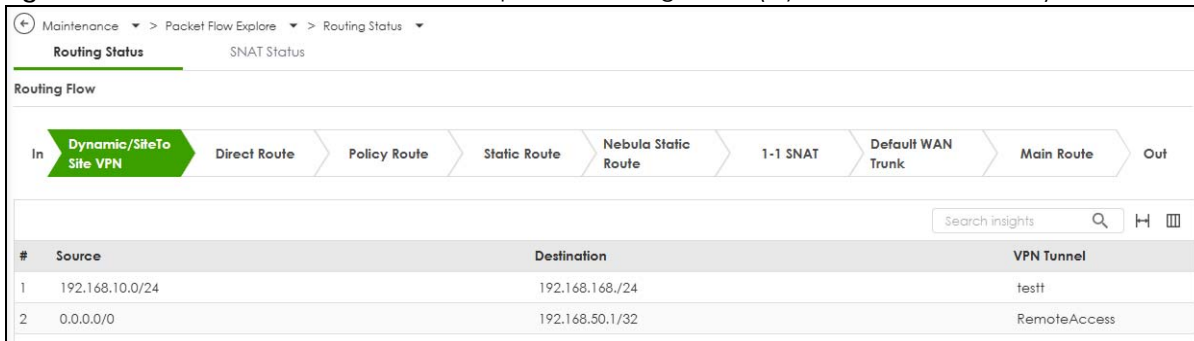 Maintenance > Packet Flow Explore > Routing Status
Routing Status SNAT Status
Routing Flow
In Dynamic/SiteTo Site VPN Direct Route Policy Route Static Route Nebula Static Route 1-1 SNAT Default WAN Trunk Main Route Out
Search insights
# Source Destination VPN Tunnel
1 192.168.10.0/24 192.168.168./24 testt
2 0.0.0.0/0 192.168.50.1/32 RemoteAccess